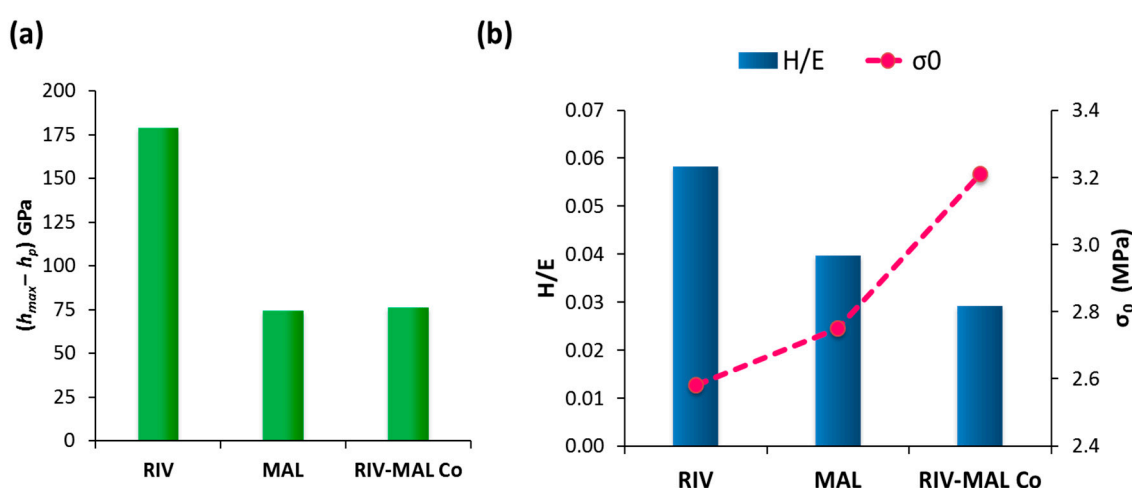 (a)
(h_max – h_p) GPa
200
175
150
125
100
75
50
25
0
RIV MAL RIV-MAL Co
(b)
H/E σ0
H/E
0.07
0.06
0.05
0.04
0.03
0.02
0.01
0.00
3.4
3.2
3.0
2.8
2.6
2.4
σ₀ (MPa)
RIV MAL RIV-MAL Co